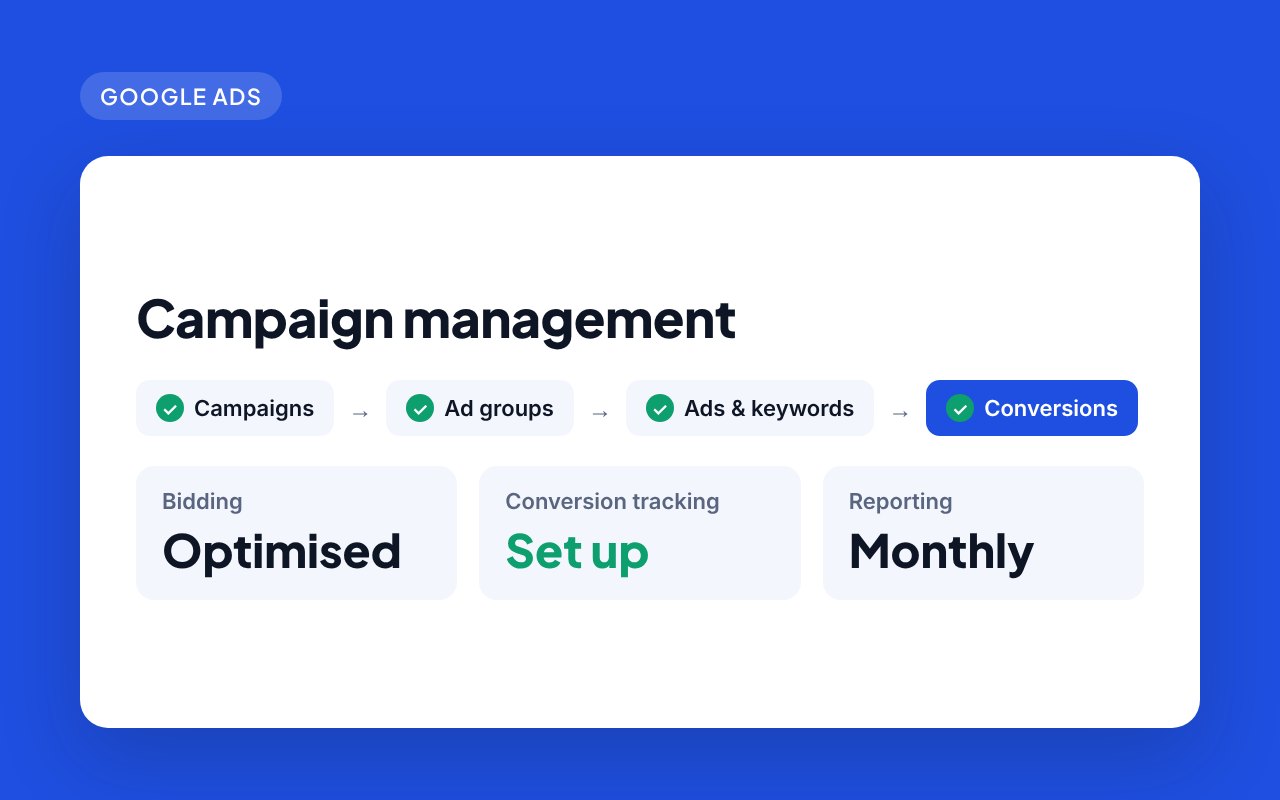 GOOGLE ADS
Campaign management
Campaigns → Ad groups → Ads & keywords → Conversions
Bidding
Optimised
Conversion tracking
Set up
Reporting
Monthly